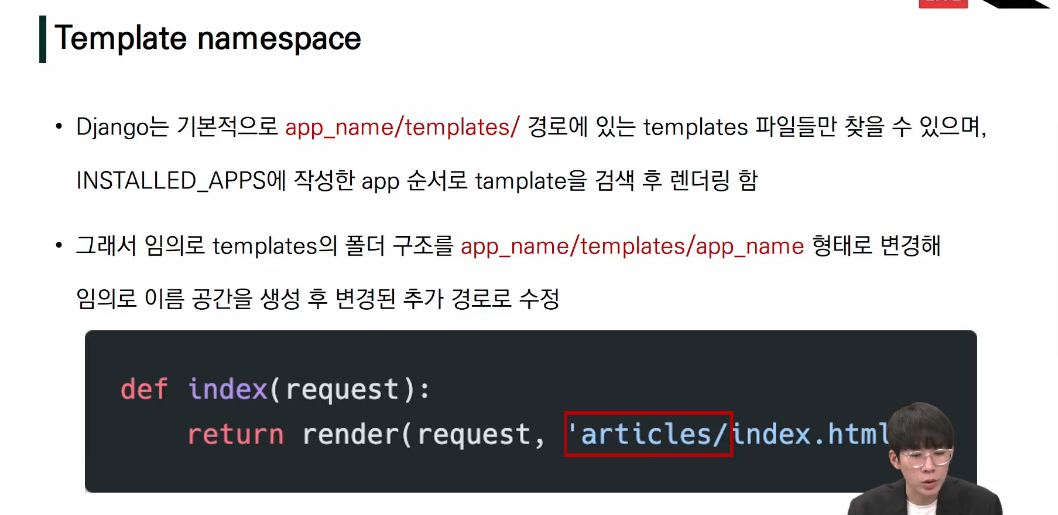 Template namespace
• Django는 기본적으로 app_name/templates/ 경로에 있는 templates 파일들만 찾을 수 있으며,
INSTALLED_APPS에 작성한 app 순서로 tamplate을 검색 후 렌더링 함
• 그래서 임의로 templates의 폴더 구조를 app_name/templates/app_name 형태로 변경해
임의로 이름 공간을 생성 후 변경된 추가 경로로 수정
def index(request):
return render(request, 'articles/index.html